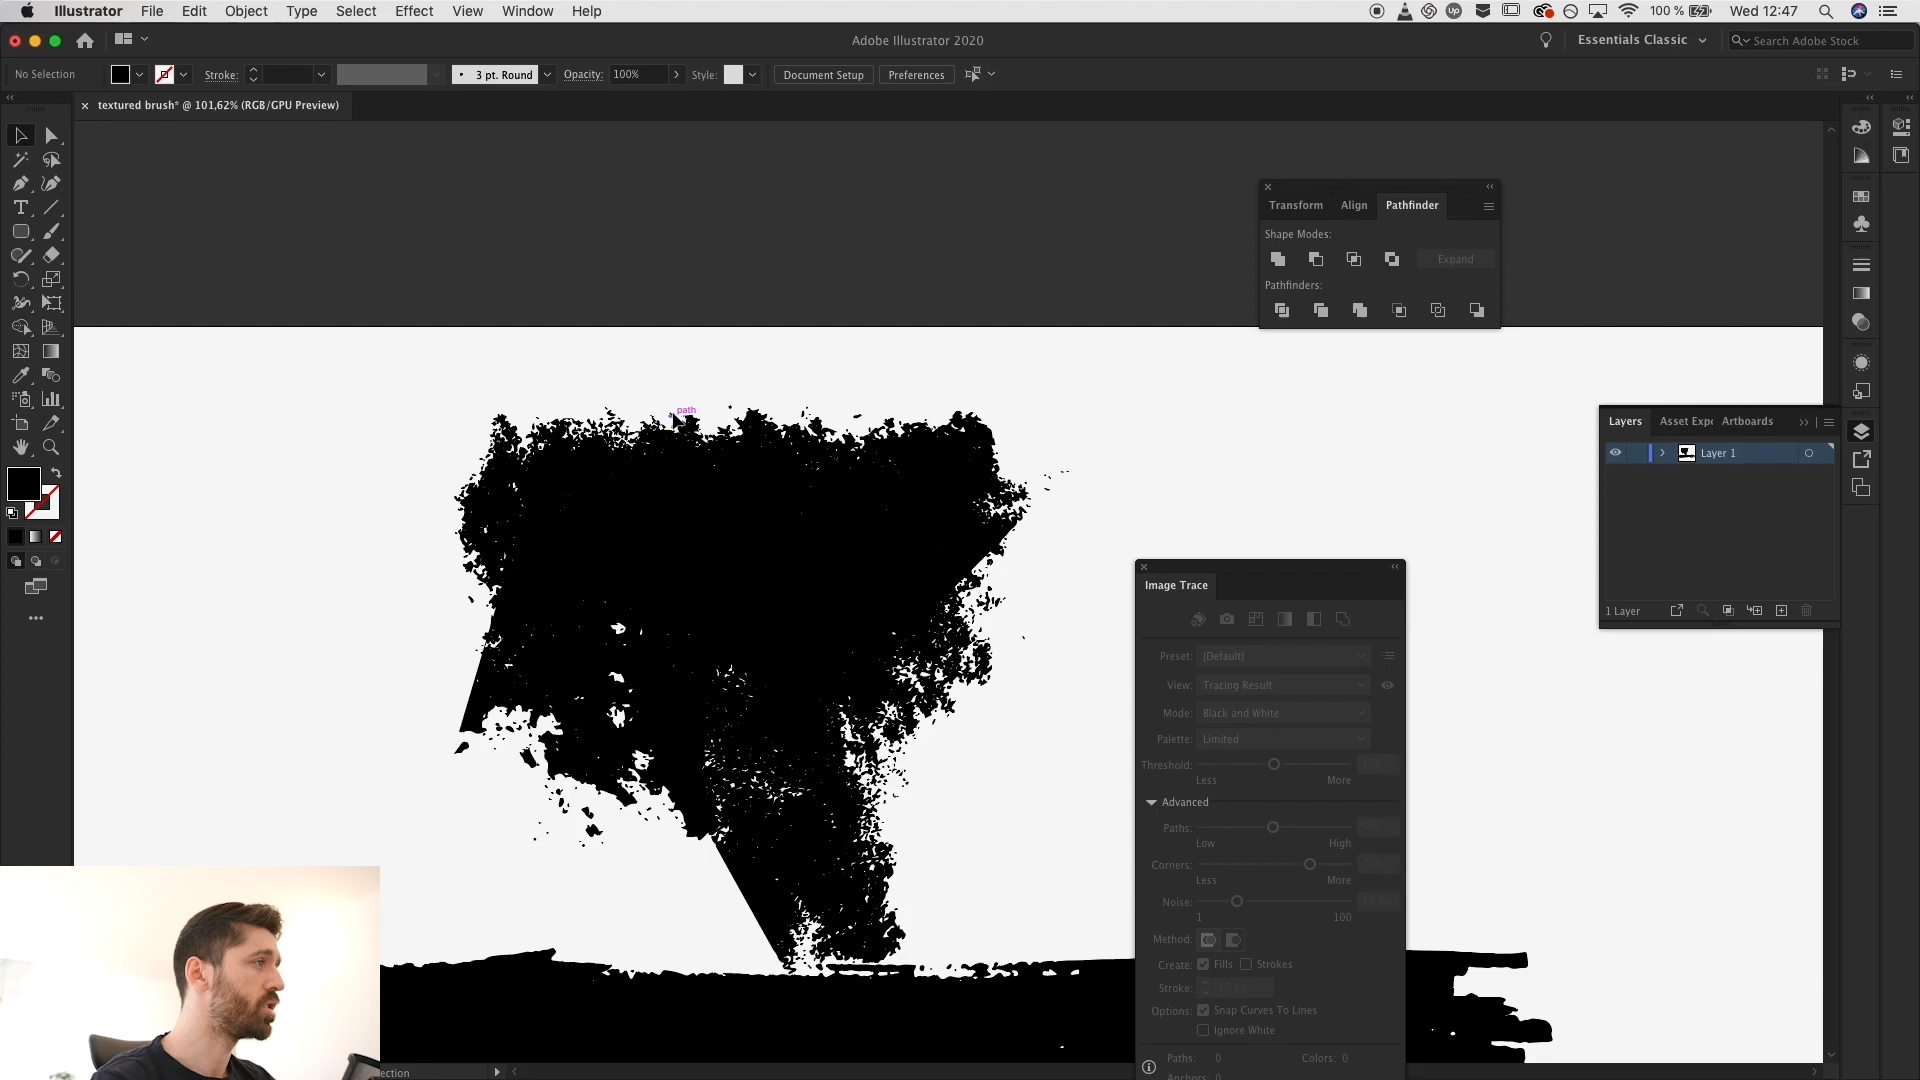 Illustrator File Edit Object Type Select Effect View Window Help
100 % Wed 12:47
Adobe Illustrator 2020
Essentials Classic
Search Adobe Stock
No Selection
Stroke:
3 pt. Round
Opacity: 100%
Style:
Document Setup
Preferences
textured brush* @ 101,62% (RGB/GPU Preview)
Transform Align Pathfinder
Shape Modes:
Expand
Pathfinders:
path
Layers Asset Expo Artboards
Layer 1
1 Layer
Image Trace
Preset: [Default]
View: Tracing Result
Mode: Black and White
Palette: Limited
Threshold:
Less More
Advanced
Paths:
Low High
Corners:
Less More
Noise:
1 100
Method:
Create: Fills Strokes
Stroke:
Options: Snap Curves To Lines
Ignore White
Paths: 0 Colors: 0
Anchors: 0
ection